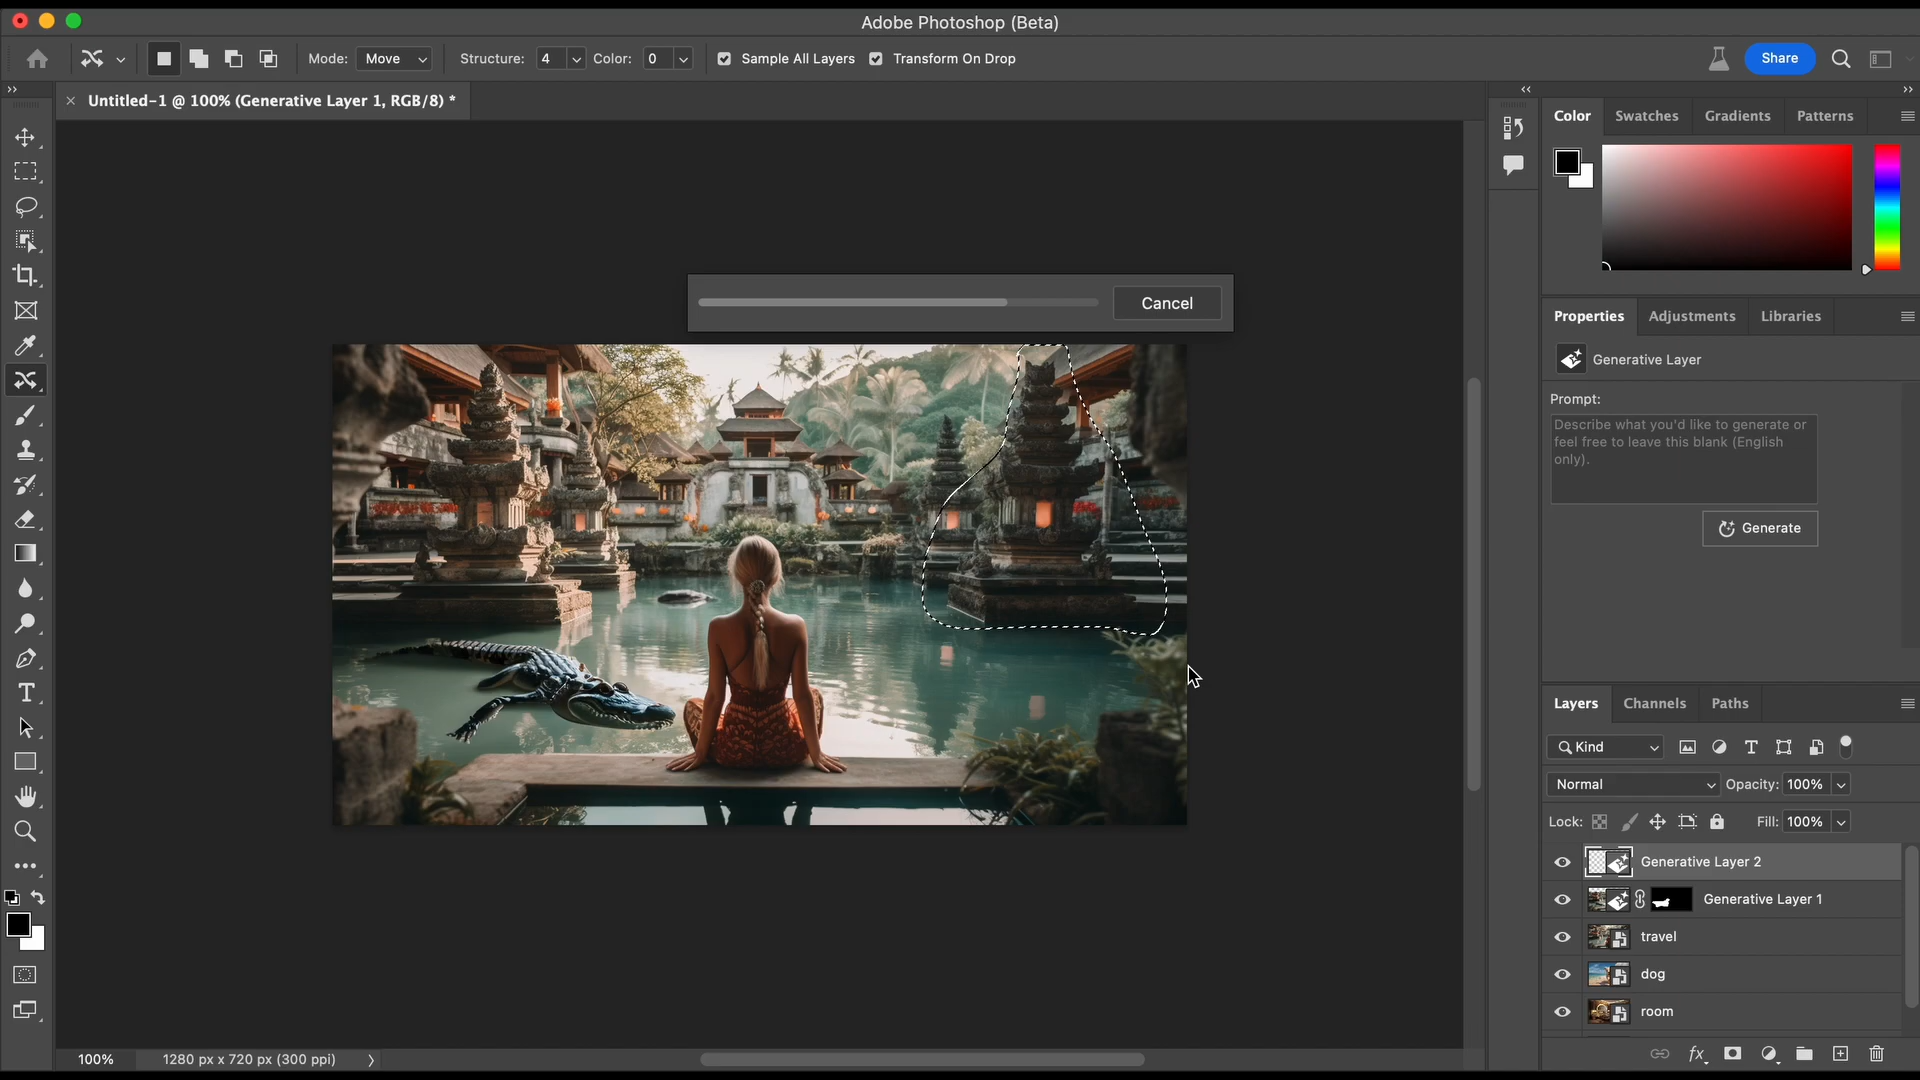 Adobe Photoshop (Beta)
Mode: Move Structure: 4 Color: 0 Sample All Layers Transform On Drop Share
Untitled-1 @ 100% (Generative Layer 1, RGB/8) *
Color Swatches Gradients Patterns
Cancel
Properties Adjustments Libraries
Generative Layer
Prompt:
Describe what you'd like to generate or
feel free to leave this blank (English
only).
Generate
Layers Channels Paths
Kind
Normal Opacity: 100%
Lock: Fill: 100%
Generative Layer 2
Generative Layer 1
travel
dog
room
fx
100% 1280 px x 720 px (300 ppi)